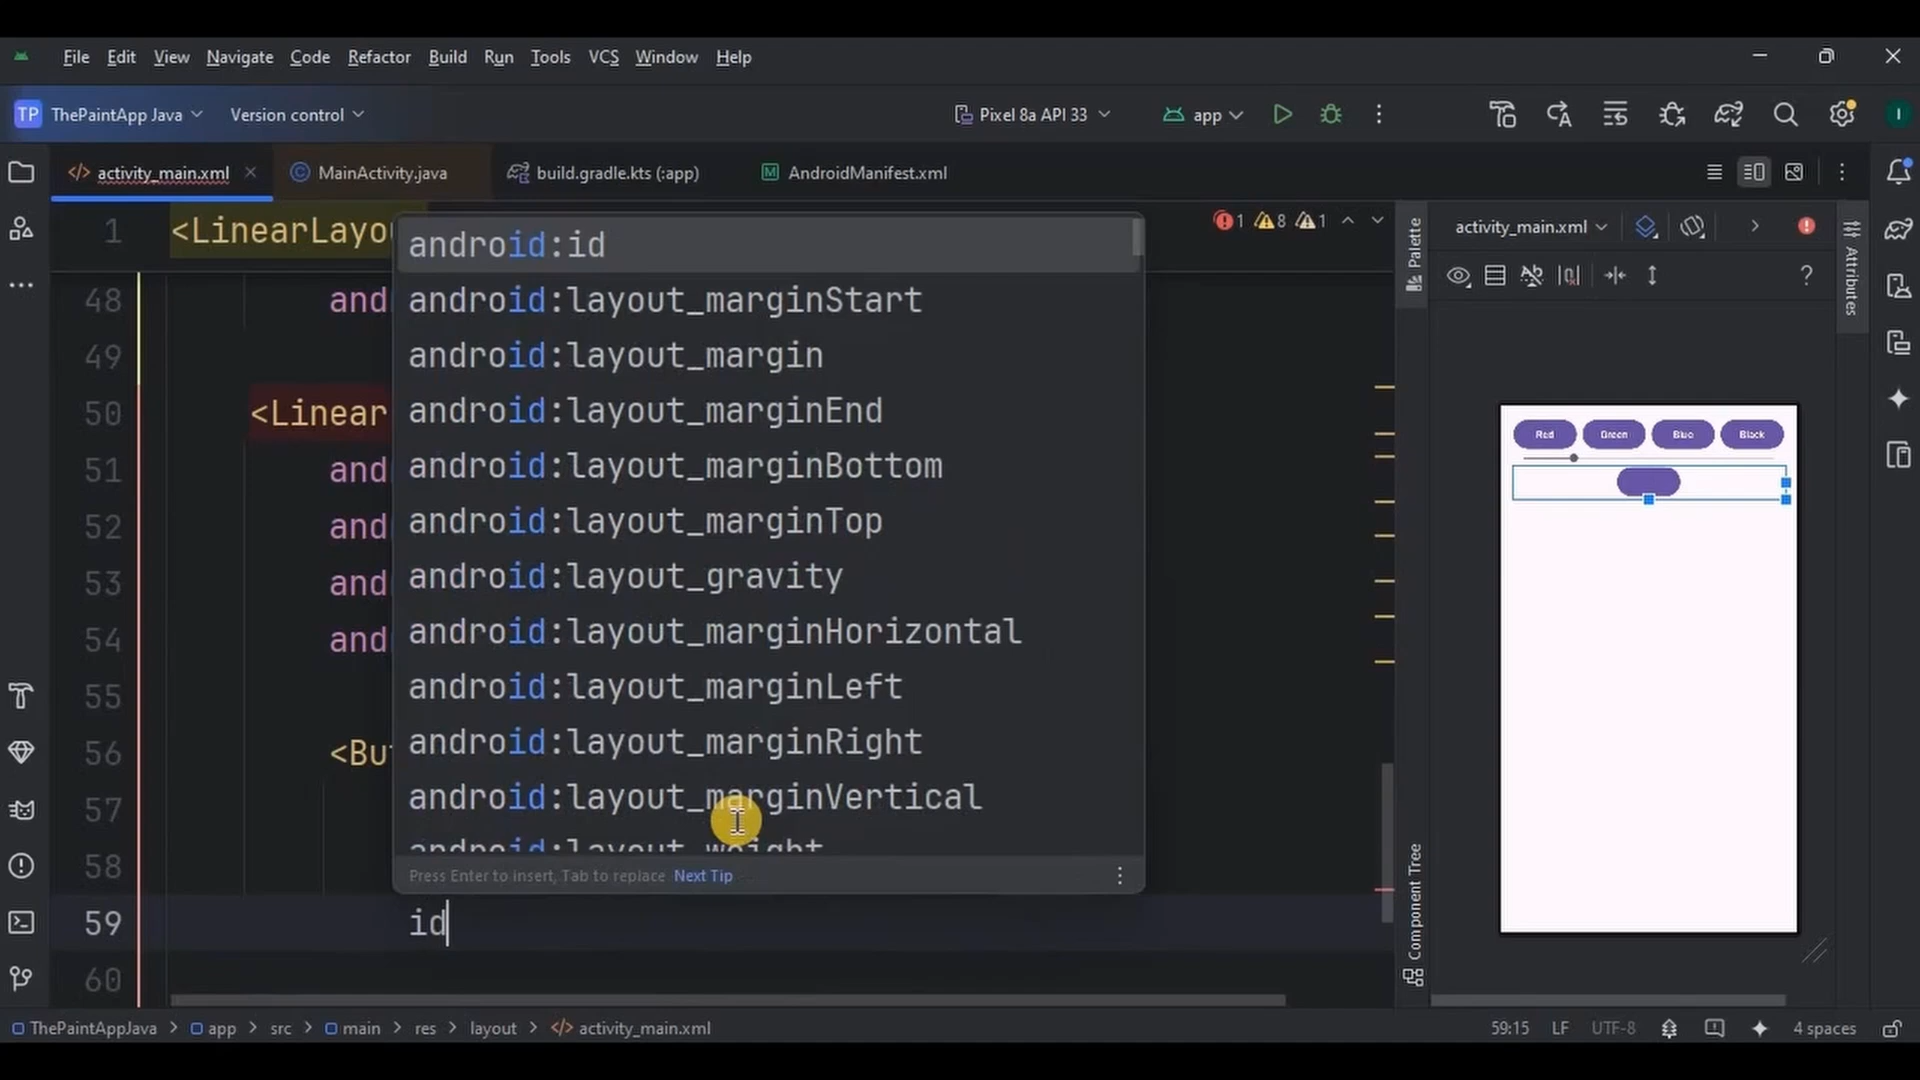 File Edit View Navigate Code Refactor Build Run Tools VCS Window Help
TP ThePaintApp Java Version control Pixel 8a API 33 app I
</> activity_main.xml MainActivity.java build.gradle.kts (:app) M AndroidManifest.xml
1 <LinearLayou
1 8 1
activity_main.xml
Palette
Attributes
android:id
48 and android:layout_marginStart
49 android:layout_margin
50 <Linear android:layout_marginEnd
51 and android:layout_marginBottom
52 and android:layout_marginTop
53 and android:layout_gravity
54 and android:layout_marginHorizontal
55 android:layout_marginLeft
56 <Bu android:layout_marginRight
57 android:layout_marginVertical
58 android:layout_weight
Press Enter to insert, Tab to replace Next Tip
59 id
60
Red Green Blue Black
?
Component Tree
ThePaintAppJava > app > src > main > res > layout > </> activity_main.xml
59:15 LF UTF-8 4 spaces